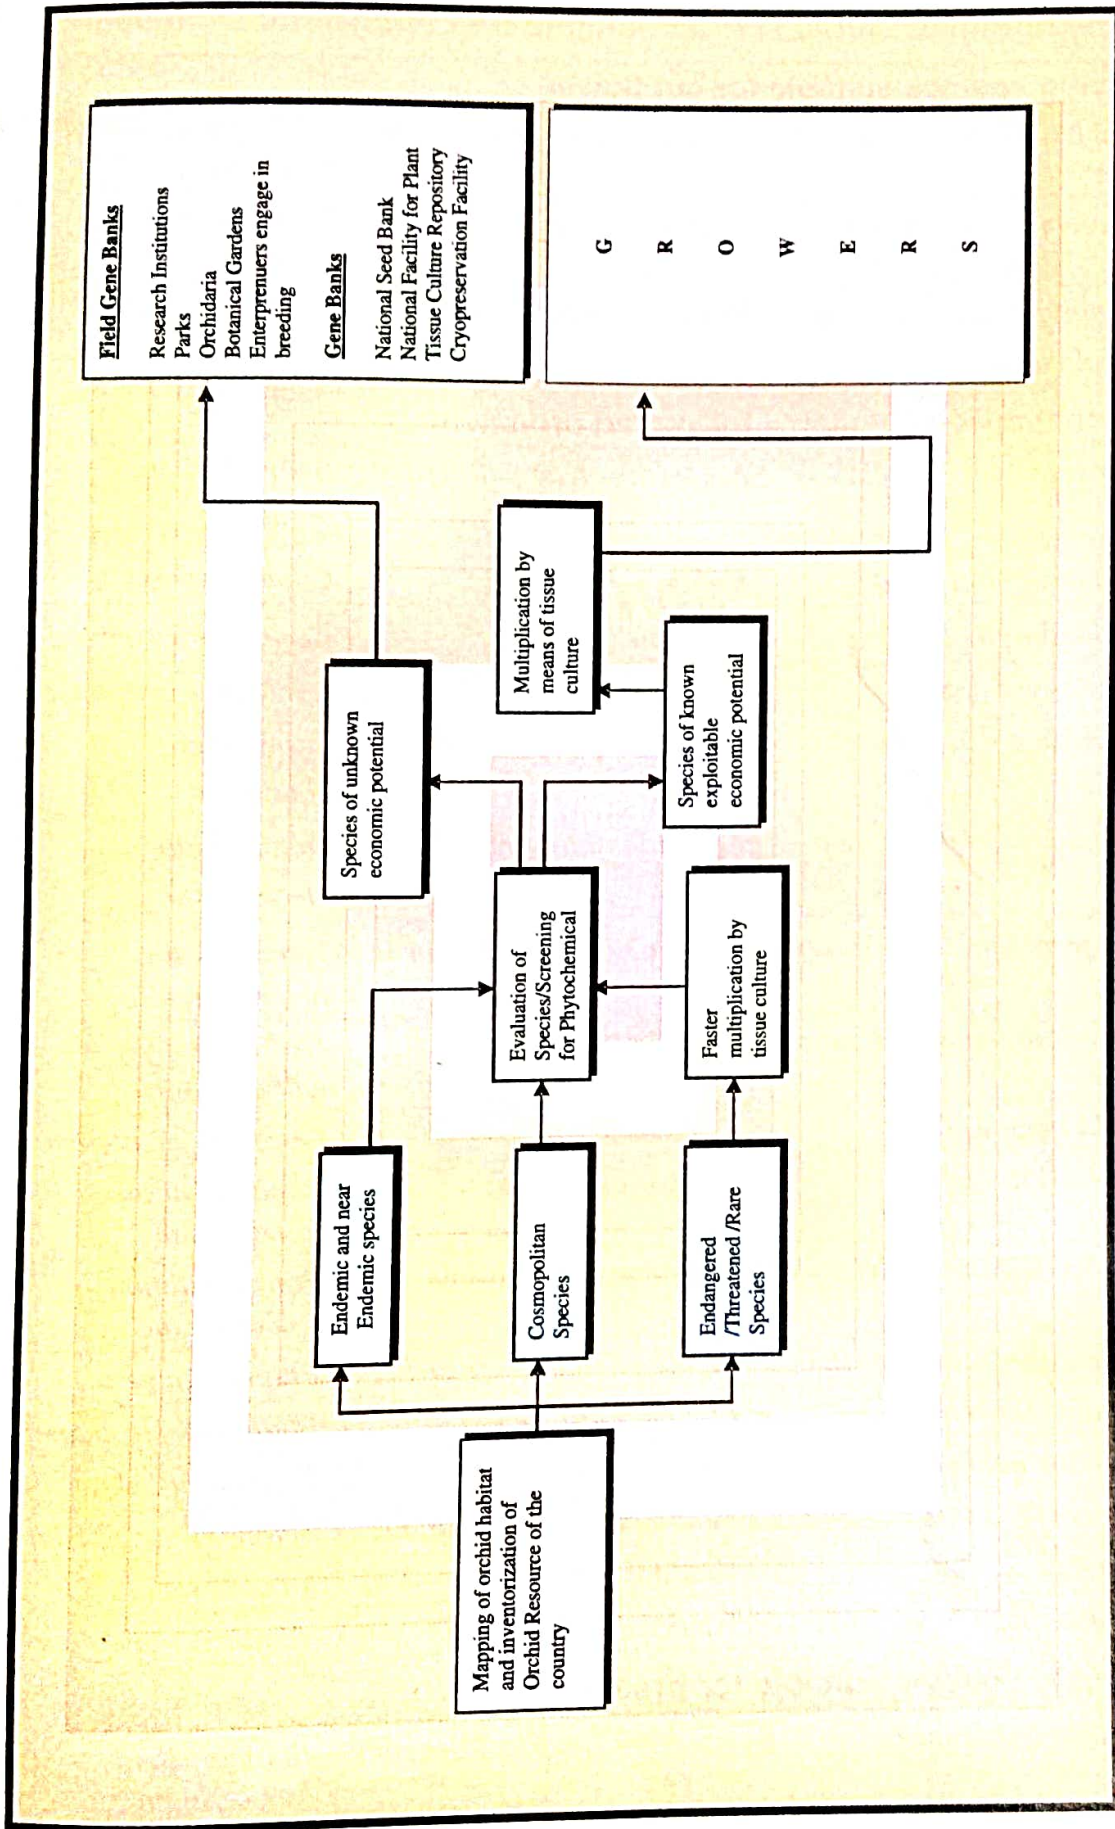 Mapping of orchid habitat
and inventorization of
Orchid Resource of the
country
Endemic and near
Endemic species
Cosmopolitan
Species
Endangered
/Threatened /Rare
Species
Evaluation of
Species/Screening
for Phytochemical
Faster
multiplication by
tissue culture
Species of unknown
economic potential
Species of known
exploitable
economic potential
Multiplication by
means of tissue
culture
Field Gene Banks
Research Institutions
Parks
Orchidaria
Botanical Gardens
Enterprenuers engage in
breeding
Gene Banks
National Seed Bank
National Facility for Plant
Tissue Culture Repository
Cryopreservation Facility
G
R
O
W
E
R
S